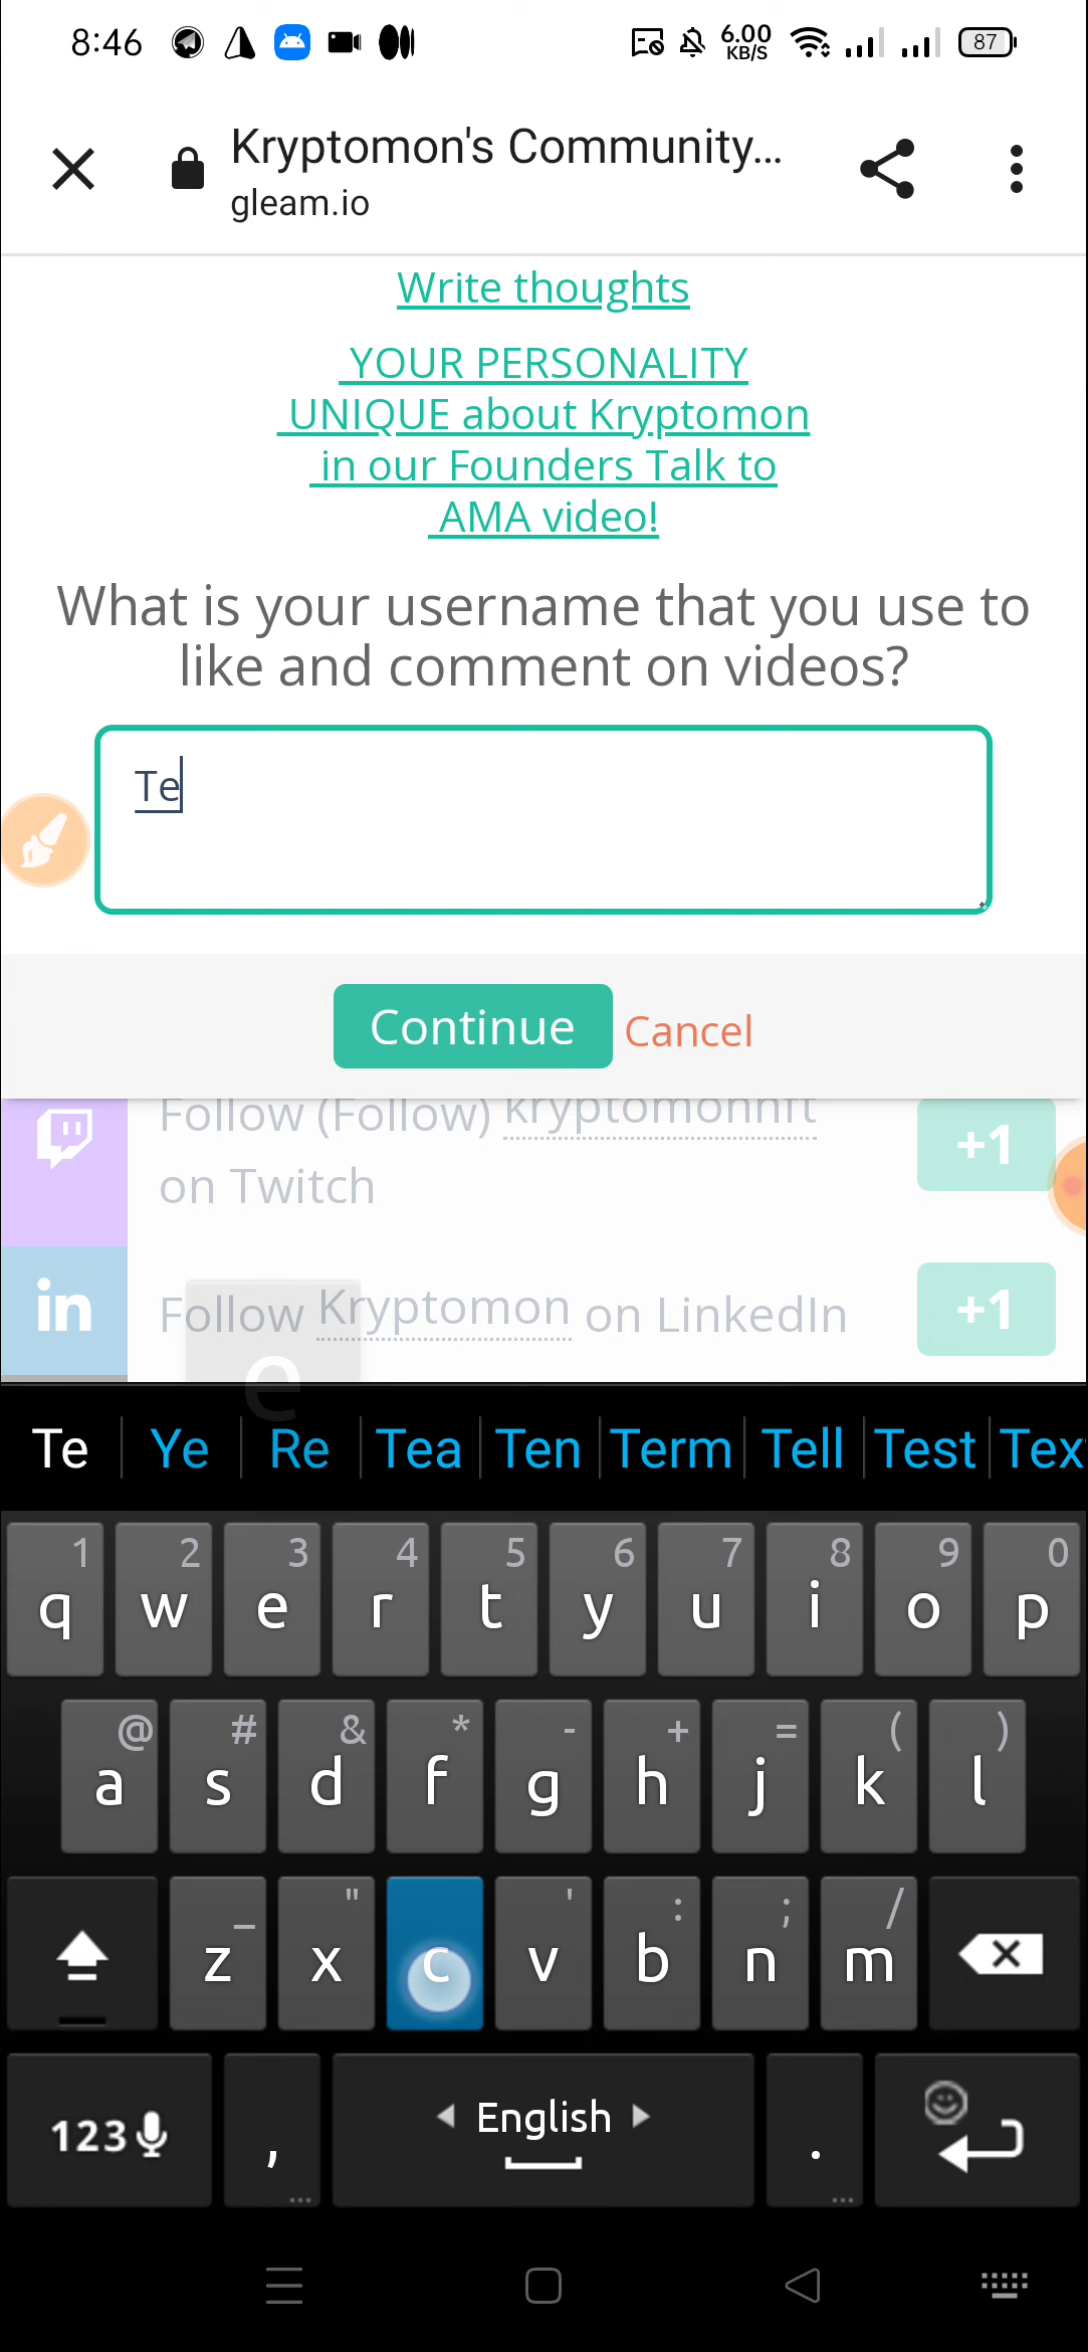 8:46 6.00 KB/S 87
Kryptomon's Community...
gleam.io
Write thoughts
YOUR PERSONALITY
UNIQUE about Kryptomon
in our Founders Talk to
AMA video!
What is your username that you use to
like and comment on videos?
Te
Continue Cancel
Follow (Follow) kryptomonnft
on Twitch
+1
in Follow Kryptomon on LinkedIn +1
e
Te Ye Re Tea Ten Term Tell Test Tex
1 2 3 4 5 6 7 8 9 0
q w e r t y u i o p
@ # & * - + = ( )
a s d f g h j k l
_ " ' : ; /
z x c v b n m
123 , English .
... ...